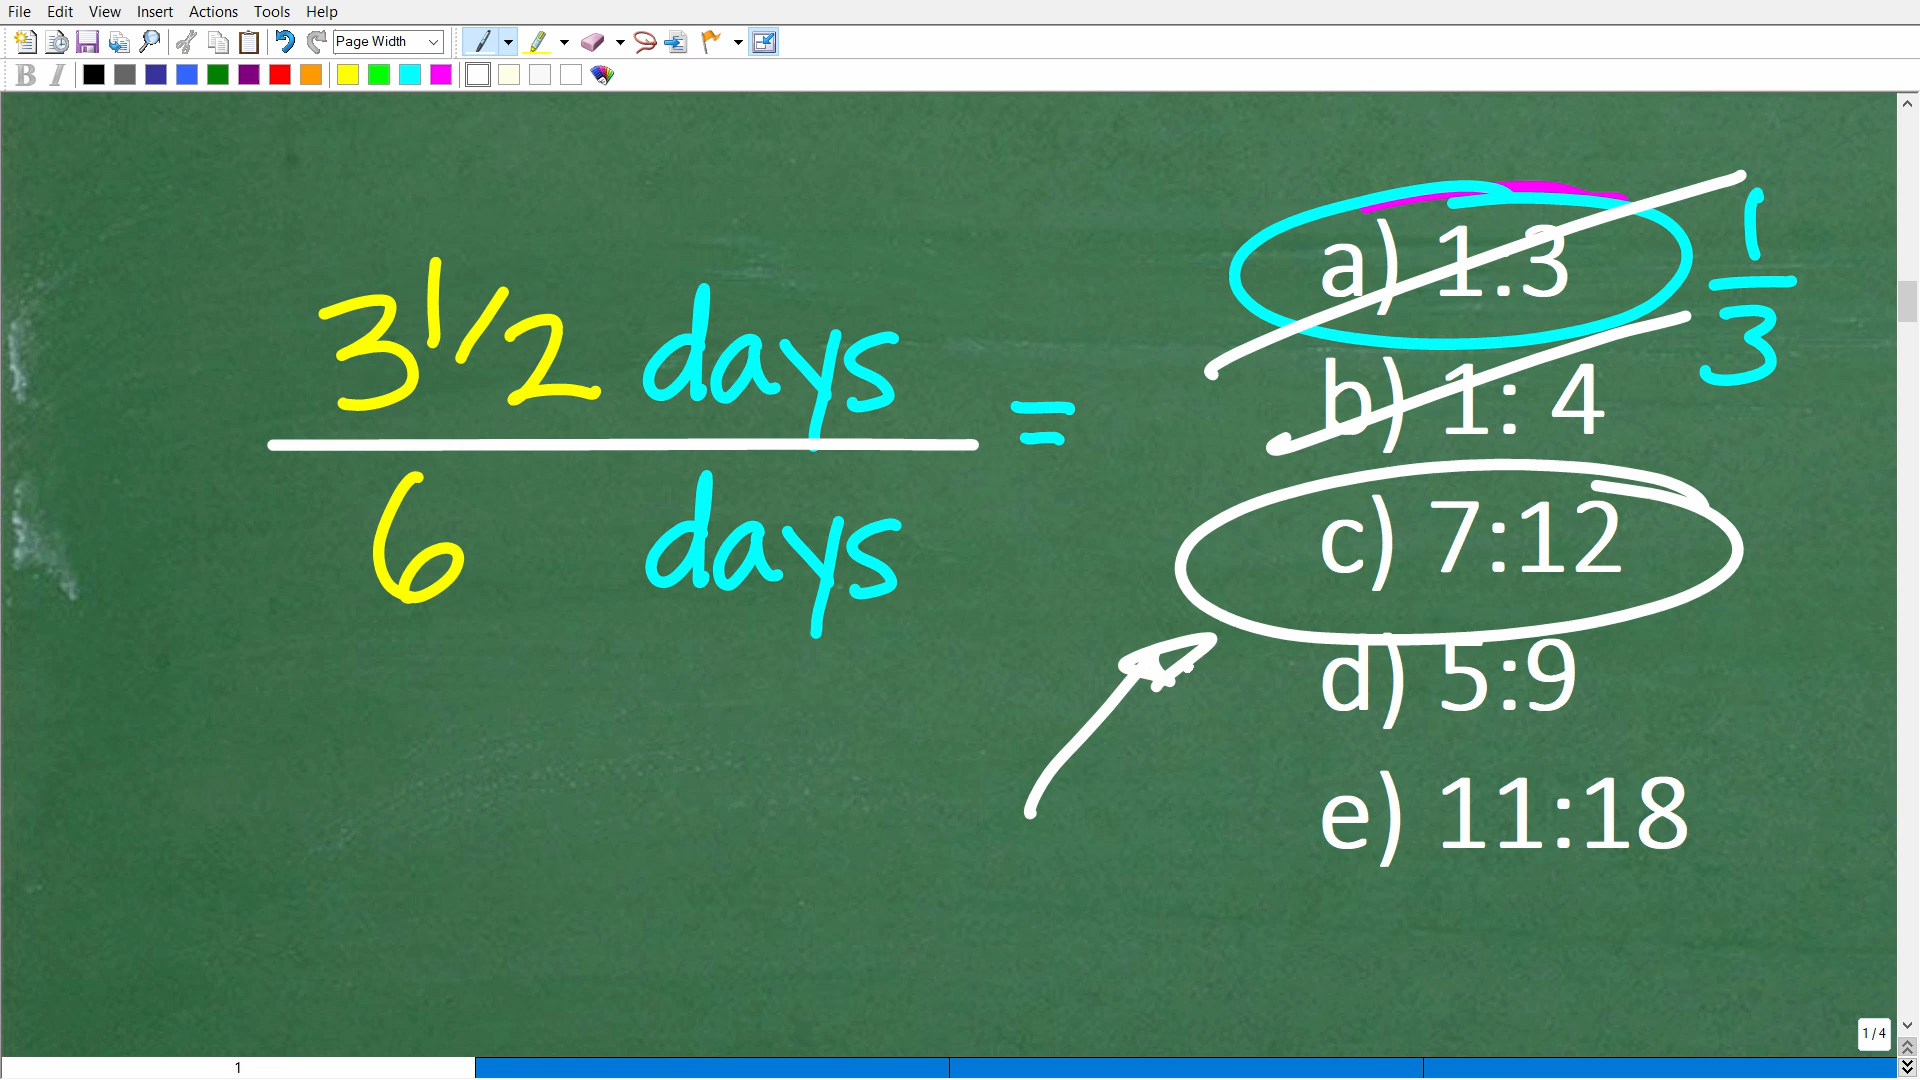 File Edit View Insert Actions Tools Help
Page Width
B I
3 1/2 days
6 days
=
a) 1:3
1
3
b) 1: 4
c) 7:12
d) 5:9
e) 11:18
1 / 4
1